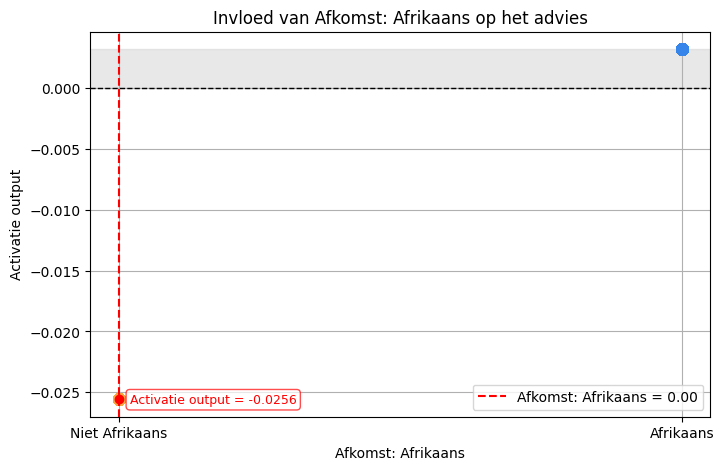 Invloed van Afkomst: Afrikaans op het advies
Activatie output
0.000
−0.005
−0.010
−0.015
−0.020
−0.025
Activatie output = -0.0256
Afkomst: Afrikaans = 0.00
Niet Afrikaans
Afrikaans
Afkomst: Afrikaans